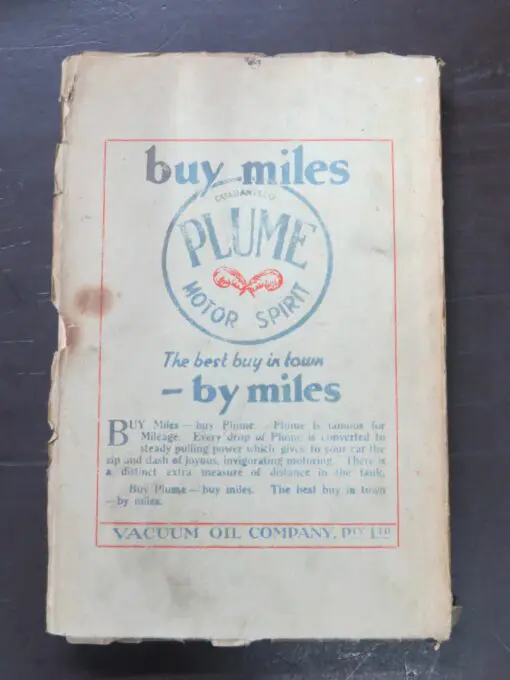 buy miles
GUARANTEED
PLUME
MOTOR SPIRIT
The best buy in town
— by miles
BUY Miles — buy Plume. Plume is famous for
Mileage. Every drop of Plume is converted to
steady pulling power which gives to your car the
zip and dash of joyous, invigorating motoring. There is
a distinct extra measure of distance in the tank.
Buy Plume — buy miles. The best buy in town
— by miles.
VACUUM OIL COMPANY, PTY LTD